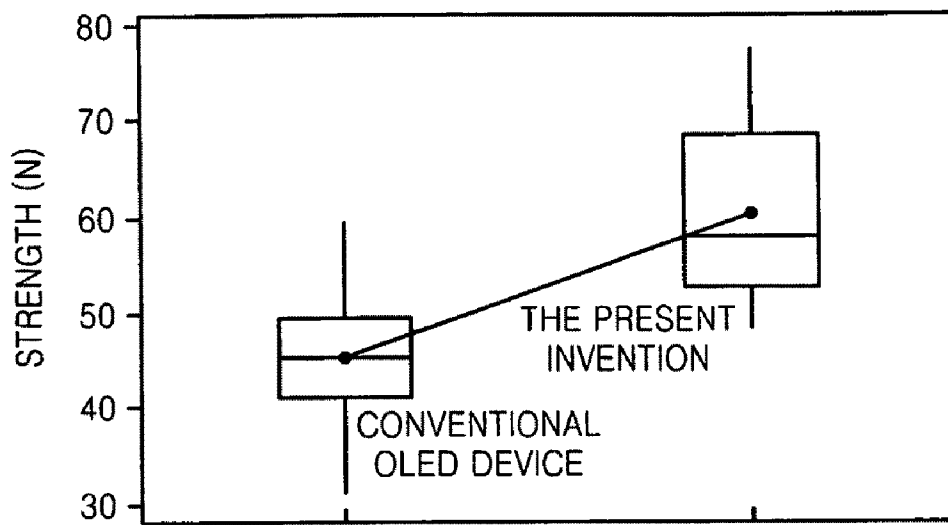 80
70
60
50
40
30
STRENGTH (N)
THE PRESENT
INVENTION
CONVENTIONAL
OLED DEVICE